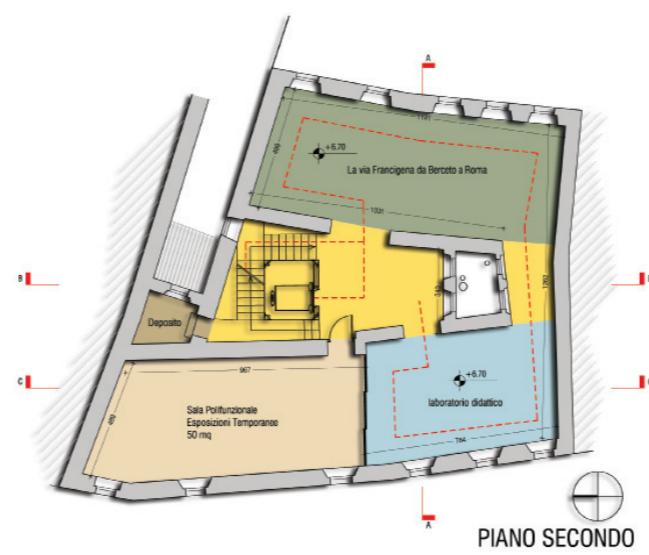 A
1191
+6.70
La via Francigena da Berceto a Roma
1031
B
Deposito
967
+6.70
C
laboratorio didattico
Sala Polifunzionale
Esposizioni Temporanee
50 mq
784
A
PIANO SECONDO